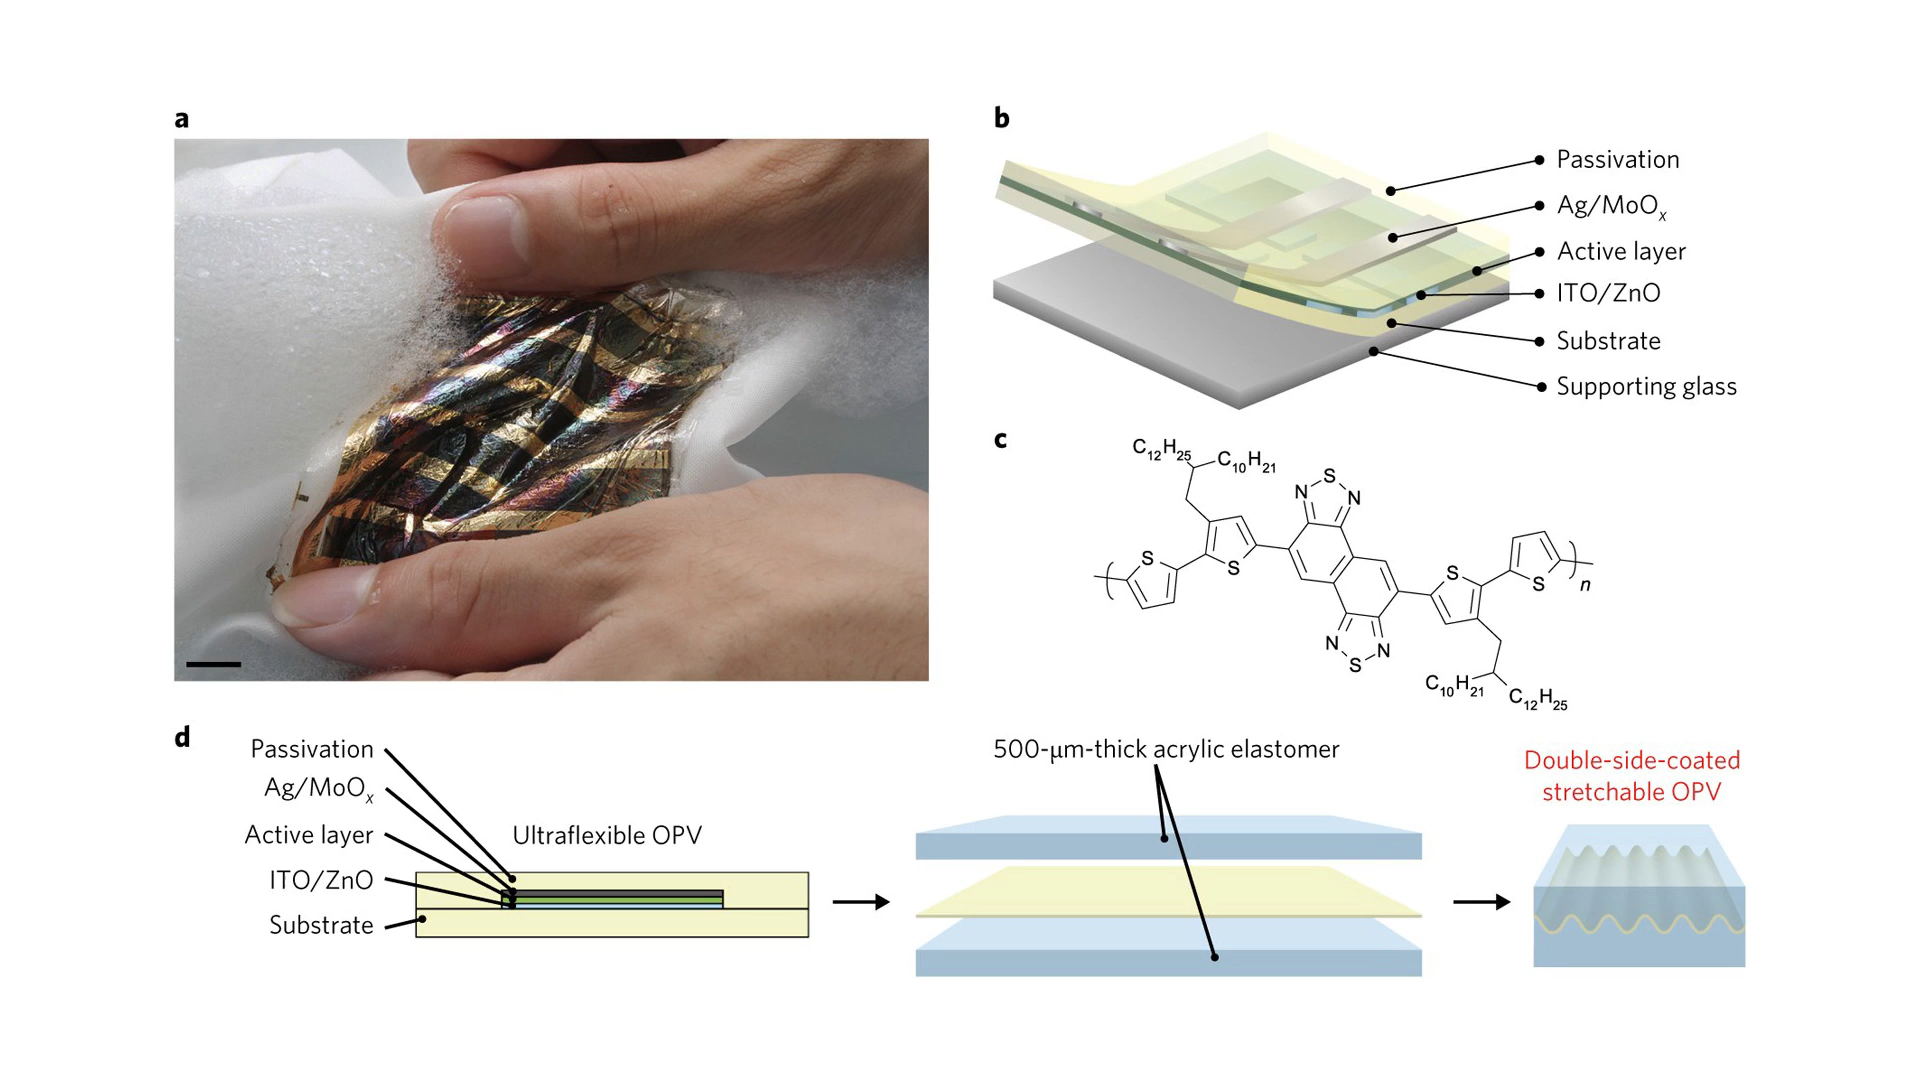 a
b
Passivation
Ag/MoOₓ
Active layer
ITO/ZnO
Substrate
Supporting glass
c
C₁₂H₂₅
C₁₀H₂₁
S
N
N
S
S
S
S
n
N
N
S
C₁₀H₂₁
C₁₂H₂₅
d
Passivation
Ag/MoOₓ
Active layer
ITO/ZnO
Substrate
Ultraflexible OPV
500-μm-thick acrylic elastomer
Double-side-coated
stretchable OPV